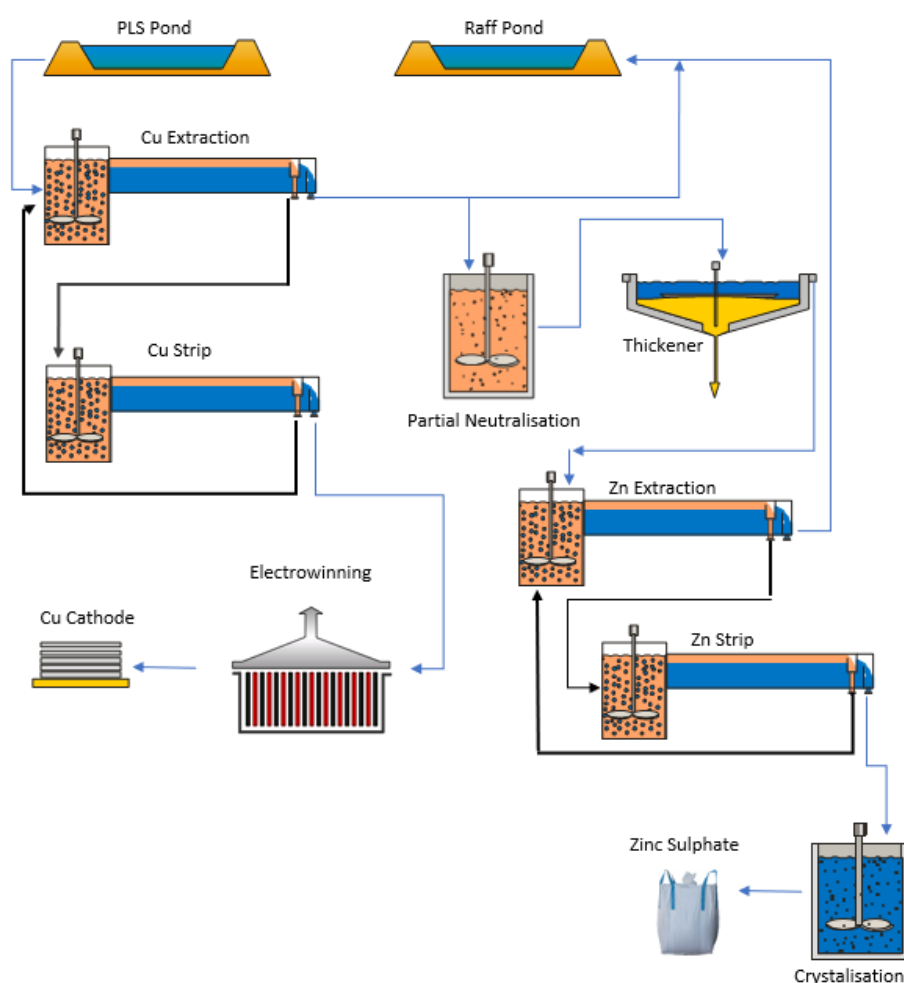 PLS Pond
Raff Pond
Cu Extraction
Thickener
Cu Strip
Partial Neutralisation
Zn Extraction
Electrowinning
Cu Cathode
Zn Strip
Zinc Sulphate
Crystalisation